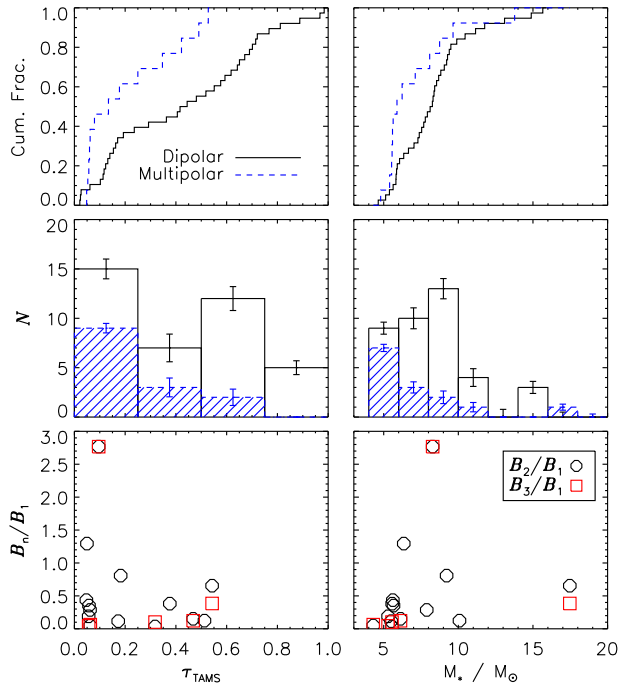 1.0
0.8
0.6
0.4
0.2
0.0
Cum. Frac.
Dipolar
Multipolar
20
15
10
5
0
N
3.0
2.5
2.0
1.5
1.0
0.5
0.0
Bₙ/B₁
B₂/B₁
B₃/B₁
0.0 0.2 0.4 0.6 0.8 1.0
τTAMS
5 10 15 20
M* / M☉